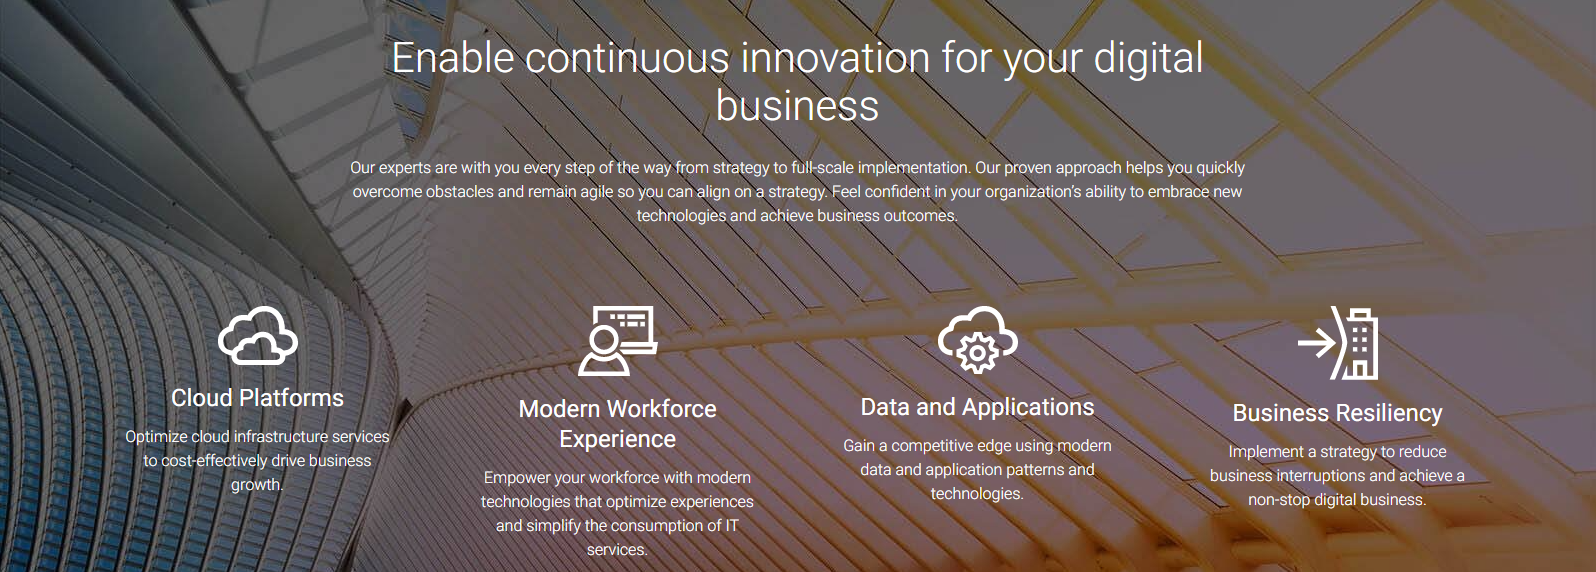 Enable continuous innovation for your digital
business
Our experts are with you every step of the way from strategy to full-scale implementation. Our proven approach helps you quickly
overcome obstacles and remain agile so you can align on a strategy. Feel confident in your organization's ability to embrace new
technologies and achieve business outcomes.
Cloud Platforms
Optimize cloud infrastructure services
to cost-effectively drive business
growth.
Modern Workforce
Experience
Empower your workforce with modern
technologies that optimize experiences
and simplify the consumption of IT
services.
Data and Applications
Gain a competitive edge using modern
data and application patterns and
technologies.
Business Resiliency
Implement a strategy to reduce
business interruptions and achieve a
non-stop digital business.